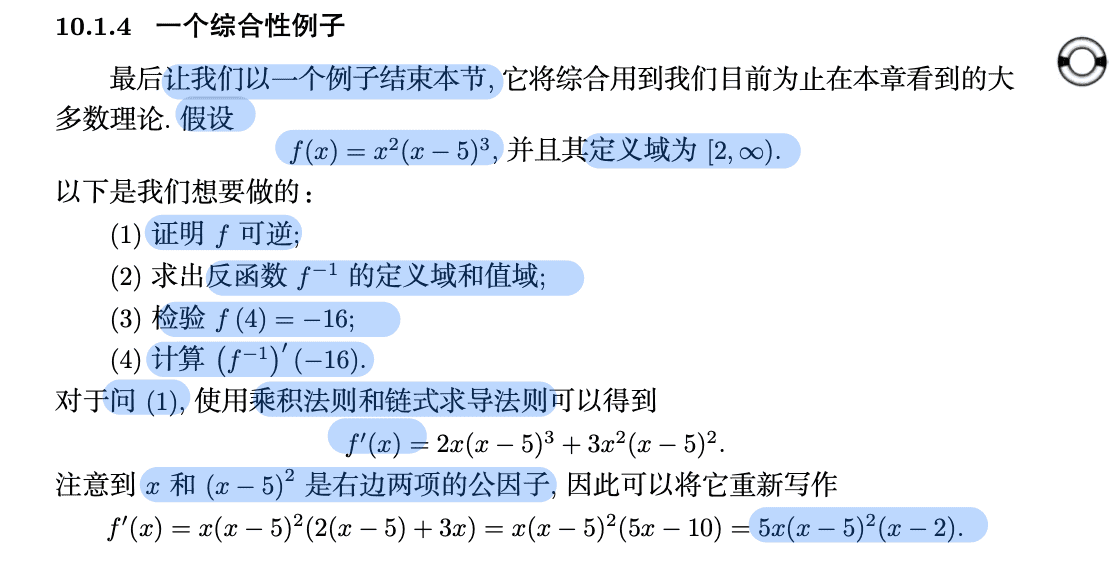 10.1.4 一个综合性例子
最后让我们以一个例子结束本节, 它将综合用到我们目前为止在本章看到的大
多数理论. 假设
f(x) = x²(x − 5)³, 并且其定义域为 [2, ∞).
以下是我们想要做的：
(1) 证明 f 可逆;
(2) 求出反函数 f⁻¹ 的定义域和值域;
(3) 检验 f (4) = −16;
(4) 计算 (f⁻¹)′ (−16).
对于问 (1), 使用乘积法则和链式求导法则可以得到
f′(x) = 2x(x − 5)³ + 3x²(x − 5)².
注意到 x 和 (x − 5)² 是右边两项的公因子, 因此可以将它重新写作
f′(x) = x(x − 5)²(2(x − 5) + 3x) = x(x − 5)²(5x − 10) = 5x(x − 5)²(x − 2).